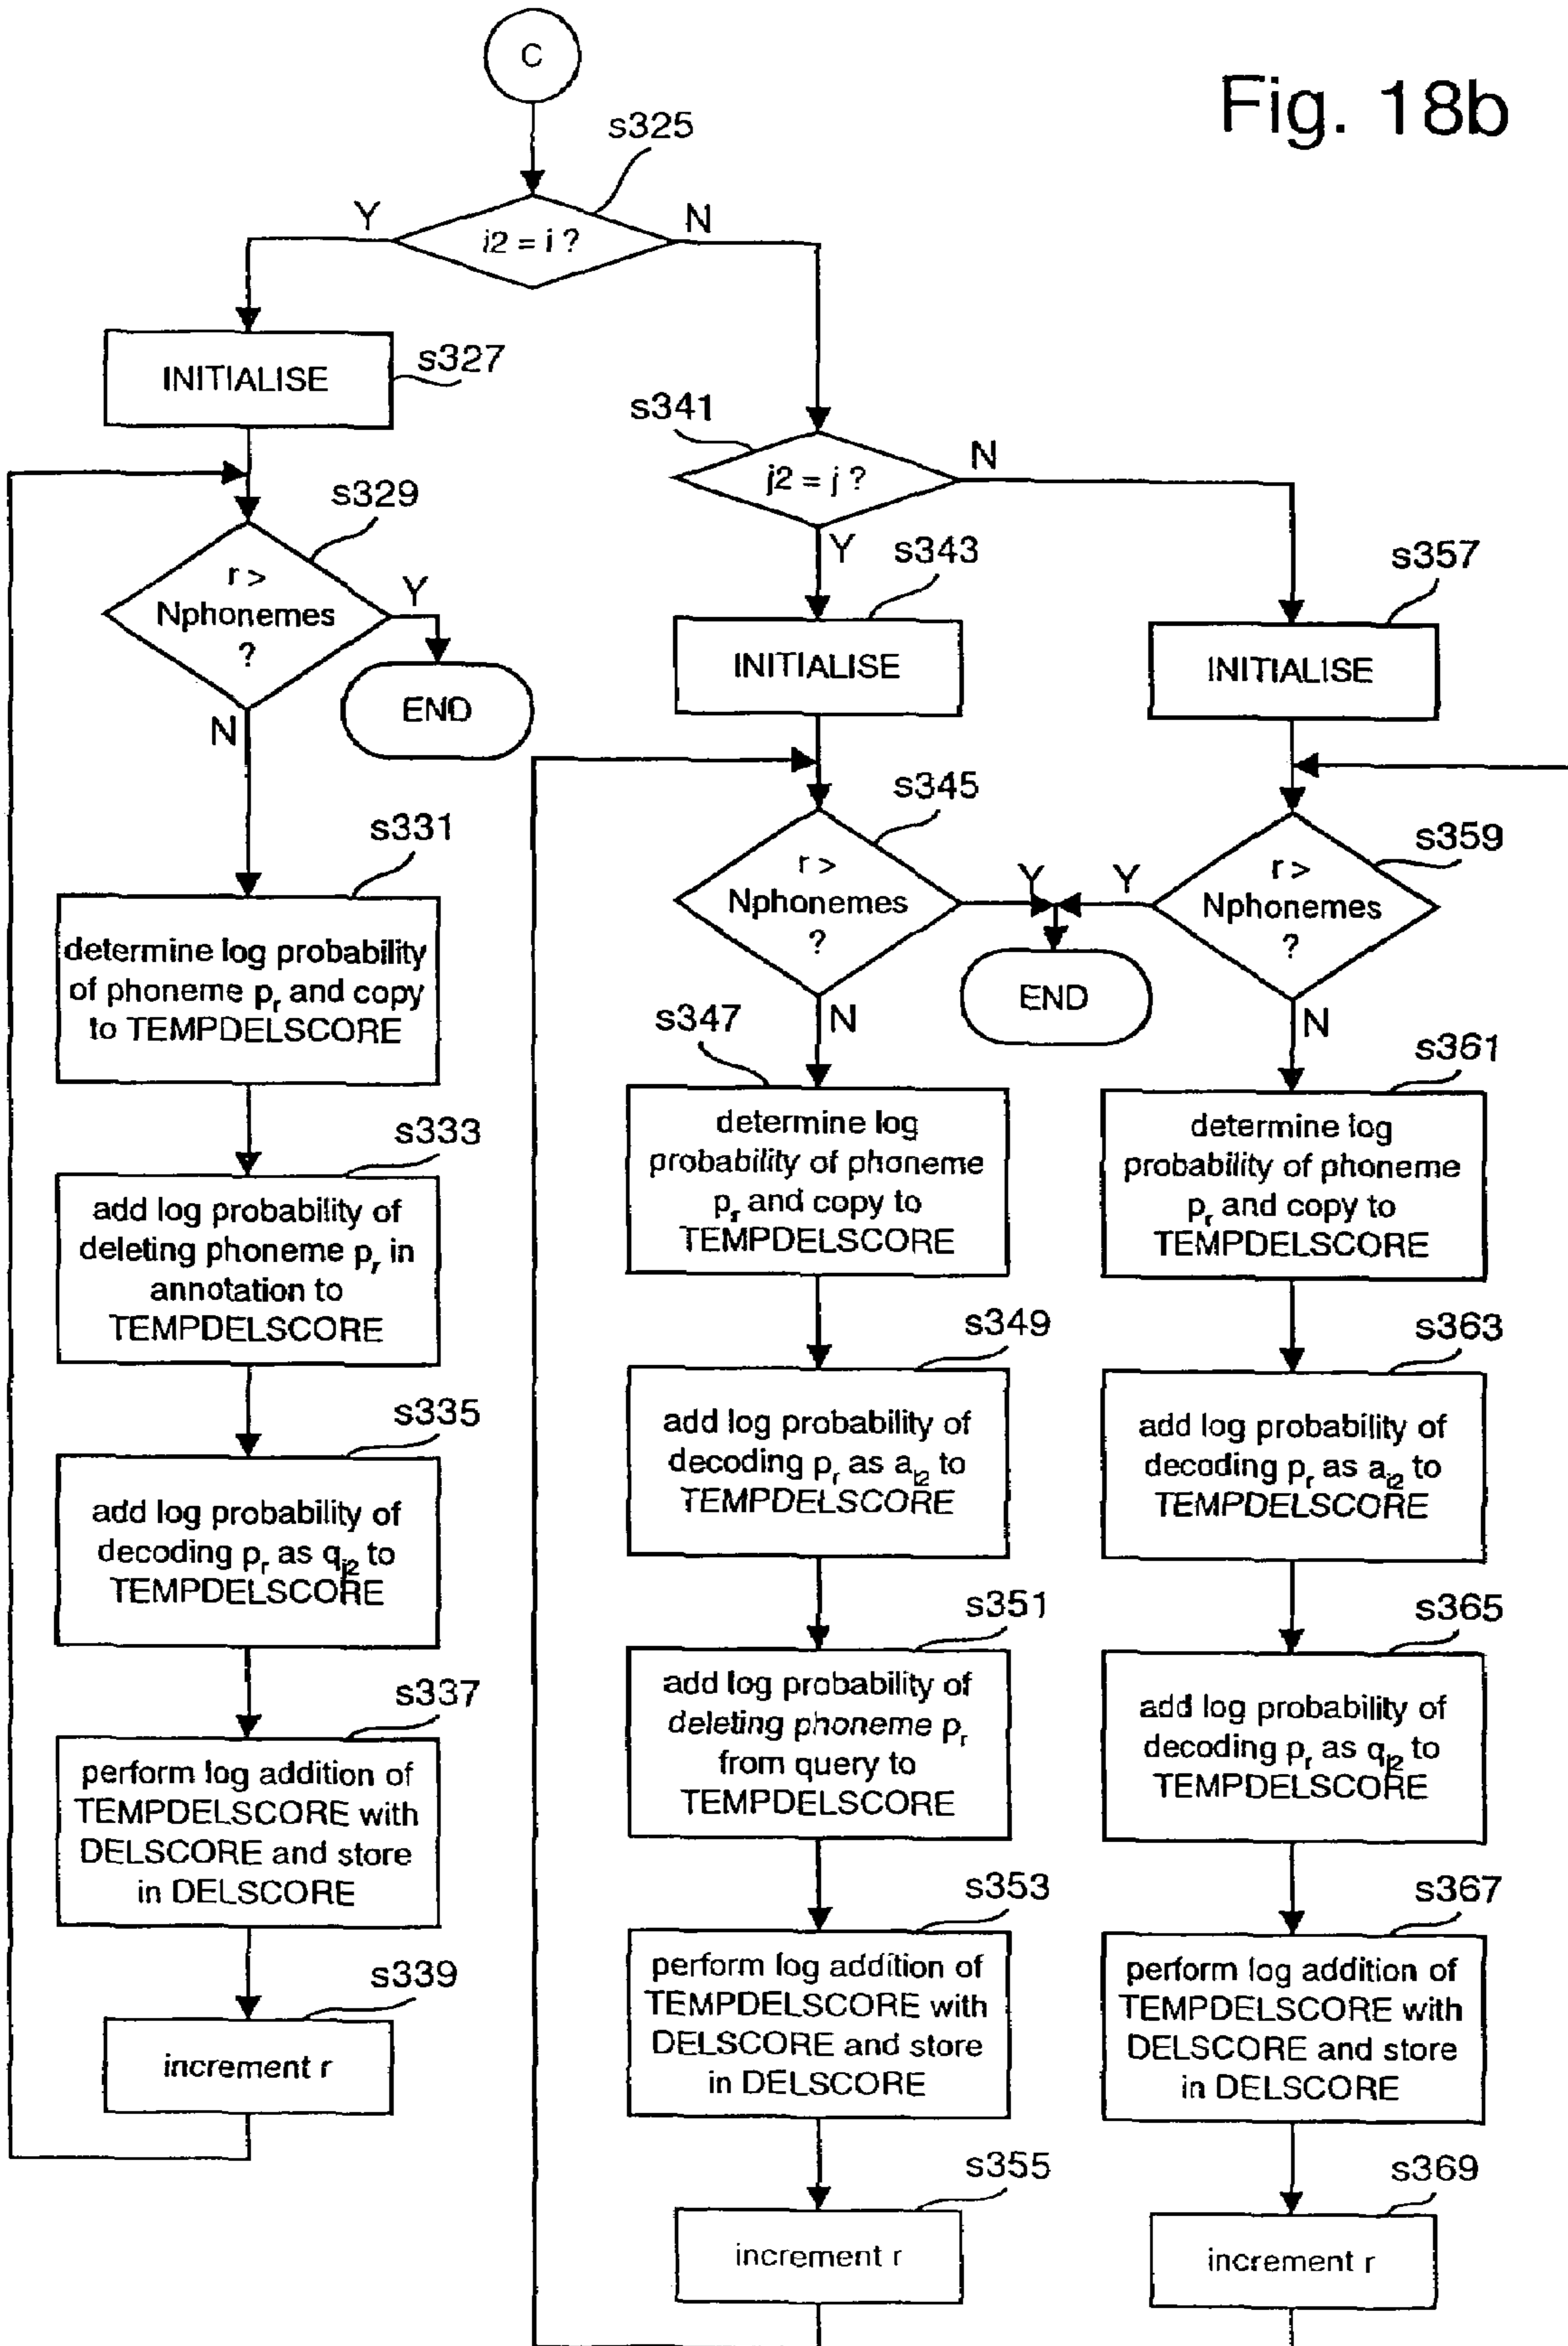 Fig. 18b
C
s325
Y
N
i2 = i ?
INITIALISE
s327
s341
j2 = j ?
N
Y
s329
r >
Nphonemes
?
Y
END
N
s343
INITIALISE
s357
INITIALISE
s345
r >
Nphonemes
?
Y
Y
END
N
s359
r >
Nphonemes
?
N
s331
determine log probability
of phoneme pr and copy
to TEMPDELSCORE
s333
add log probability of
deleting phoneme pr in
annotation to
TEMPDELSCORE
s335
add log probability of
decoding pr as qj2 to
TEMPDELSCORE
s337
perform log addition of
TEMPDELSCORE with
DELSCORE and store
in DELSCORE
s339
increment r
s347
determine log
probability of phoneme
pr and copy to
TEMPDELSCORE
s349
add log probability of
decoding pr as ai2 to
TEMPDELSCORE
s351
add log probability of
deleting phoneme pr
from query to
TEMPDELSCORE
s353
perform log addition of
TEMPDELSCORE with
DELSCORE and store
in DELSCORE
s355
increment r
s361
determine log
probability of phoneme
pr and copy to
TEMPDELSCORE
s363
add log probability of
decoding pr as ai2 to
TEMPDELSCORE
s365
add log probability of
decoding pr as qj2 to
TEMPDELSCORE
s367
perform log addition of
TEMPDELSCORE with
DELSCORE and store
in DELSCORE
s369
increment r